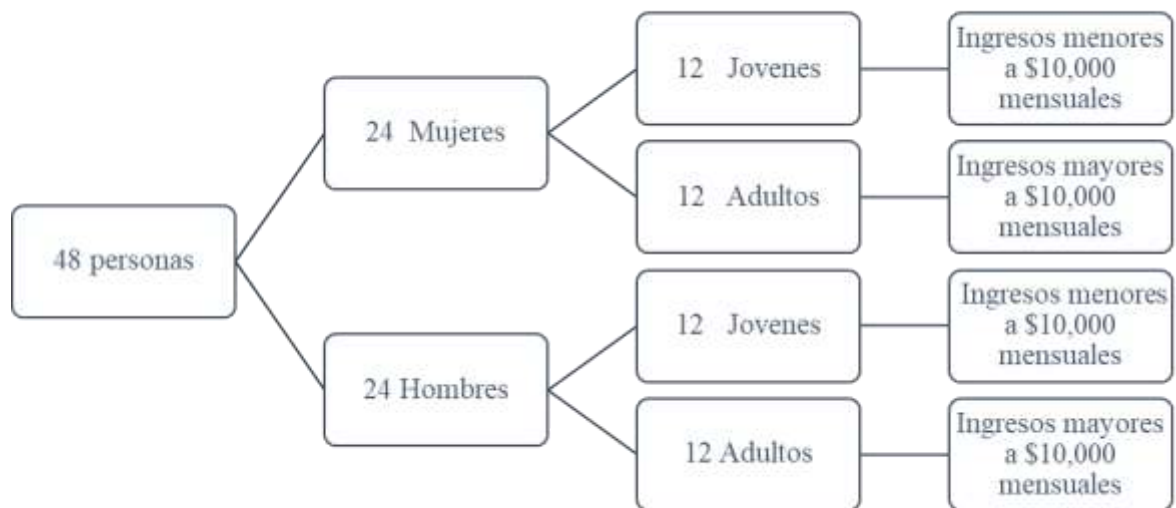 48 personas
24 Mujeres
24 Hombres
12 Jovenes
12 Adultos
12 Jovenes
12 Adultos
Ingresos menores
a $10,000
mensuales
Ingresos mayores
a $10,000
mensuales
Ingresos menores
a $10,000
mensuales
Ingresos mayores
a $10,000
mensuales